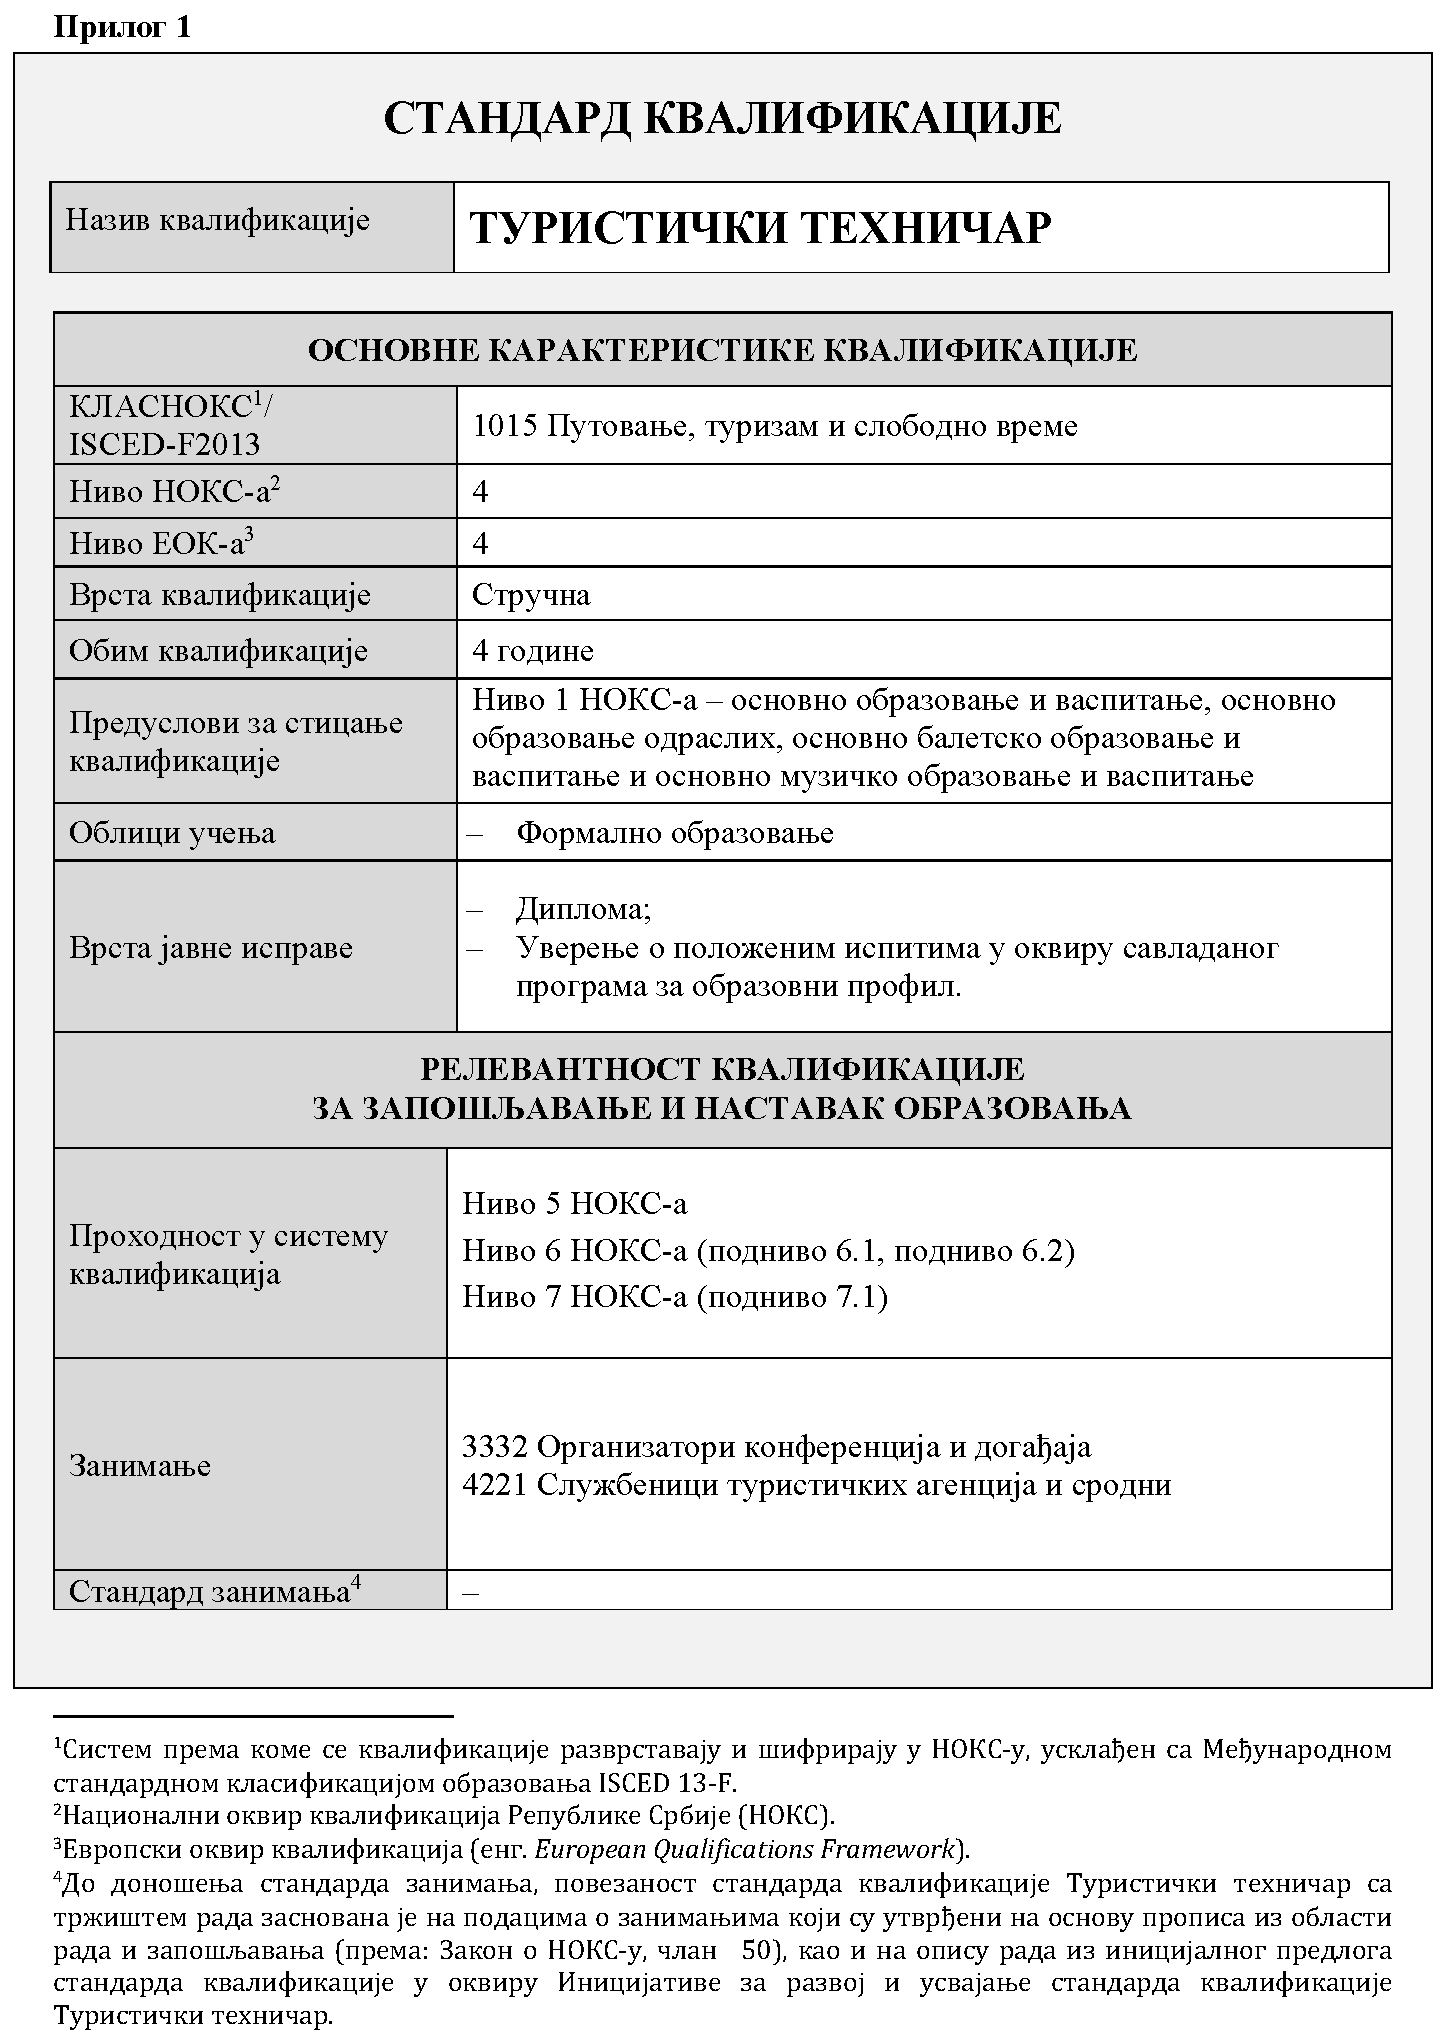 Прилог 1
СТАНДАРД КВАЛИФИКАЦИЈЕ
Назив квалификације
ТУРИСТИЧКИ ТЕХНИЧАР
ОСНОВНЕ КАРАКТЕРИСТИКЕ КВАЛИФИКАЦИЈЕ
КЛАСНОКС¹/
ISCED-F2013
1015 Путовање, туризам и слободно време
Ниво НОКС-а²
4
Ниво ЕОК-а³
4
Врста квалификације
Стручна
Обим квалификације
4 године
Предуслови за стицање
квалификације
Ниво 1 НОКС-а – основно образовање и васпитање, основно
образовање одраслих, основно балетско образовање и
васпитање и основно музичко образовање и васпитање
Облици учења
– Формално образовање
Врста јавне исправе
– Диплома;
– Уверење о положеним испитима у оквиру савладаног
програма за образовни профил.
РЕЛЕВАНТНОСТ КВАЛИФИКАЦИЈЕ
ЗА ЗАПОШЉАВАЊЕ И НАСТАВАК ОБРАЗОВАЊА
Проходност у систему
квалификација
Ниво 5 НОКС-а
Ниво 6 НОКС-а (подниво 6.1, подниво 6.2)
Ниво 7 НОКС-а (подниво 7.1)
Занимање
3332 Организатори конференција и догађаја
4221 Службеници туристичких агенција и сродни
Стандард занимања⁴
–
¹Систем према коме се квалификације разврставају и шифрирају у НОКС-у, усклађен са Међународном
стандардном класификацијом образовања ISCED 13-F.
²Национални оквир квалификација Републике Србије (НОКС).
³Европски оквир квалификација (енг. European Qualifications Framework).
⁴До доношења стандарда занимања, повезаност стандарда квалификације Туристички техничар са
тржиштем рада заснована је на подацима о занимањима који су утврђени на основу прописа из области
рада и запошљавања (према: Закон о НОКС-у, члан 50), као и на опису рада из иницијалног предлога
стандарда квалификације у оквиру Иницијативе за развој и усвајање стандарда квалификације
Туристички техничар.